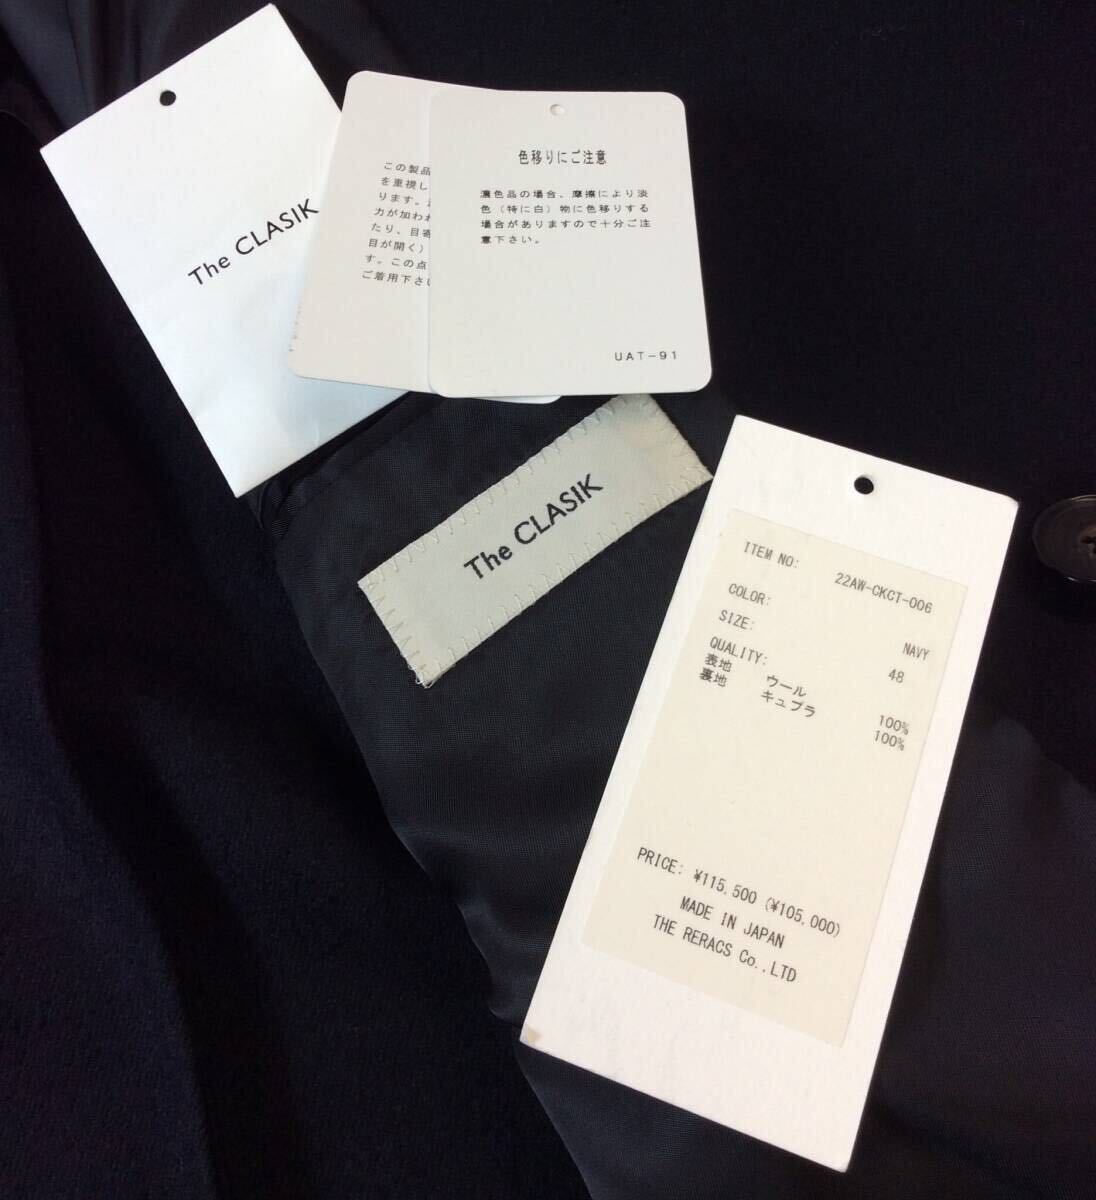 The CLASIK
この製品
を重視し
ります。
力が加われ
たり、目寄
目が開く）
す。この点
ご着用下さい
色移りにご注意
濃色品の場合、摩擦により淡
色（特に白）物に色移りする
場合がありますので十分ご注
意下さい。
UAT-91
The CLASIK
ITEM NO: 22AW-CKCT-006
COLOR: NAVY
SIZE: 48
QUALITY:
表地 ウール 100%
裏地 キュプラ 100%
PRICE: ¥115,500 (¥105,000)
MADE IN JAPAN
THE RERACS Co.,LTD